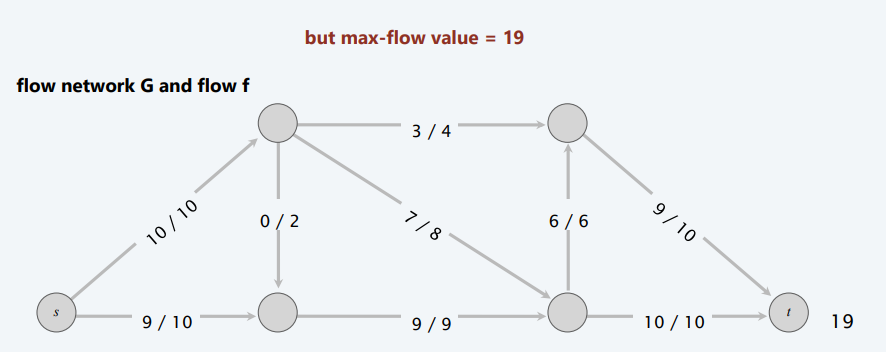 but max-flow value = 19
flow network G and flow f
3 / 4
10 / 10
0 / 2
7 / 8
6 / 6
9 / 10
s
9 / 10
9 / 9
10 / 10
t
19